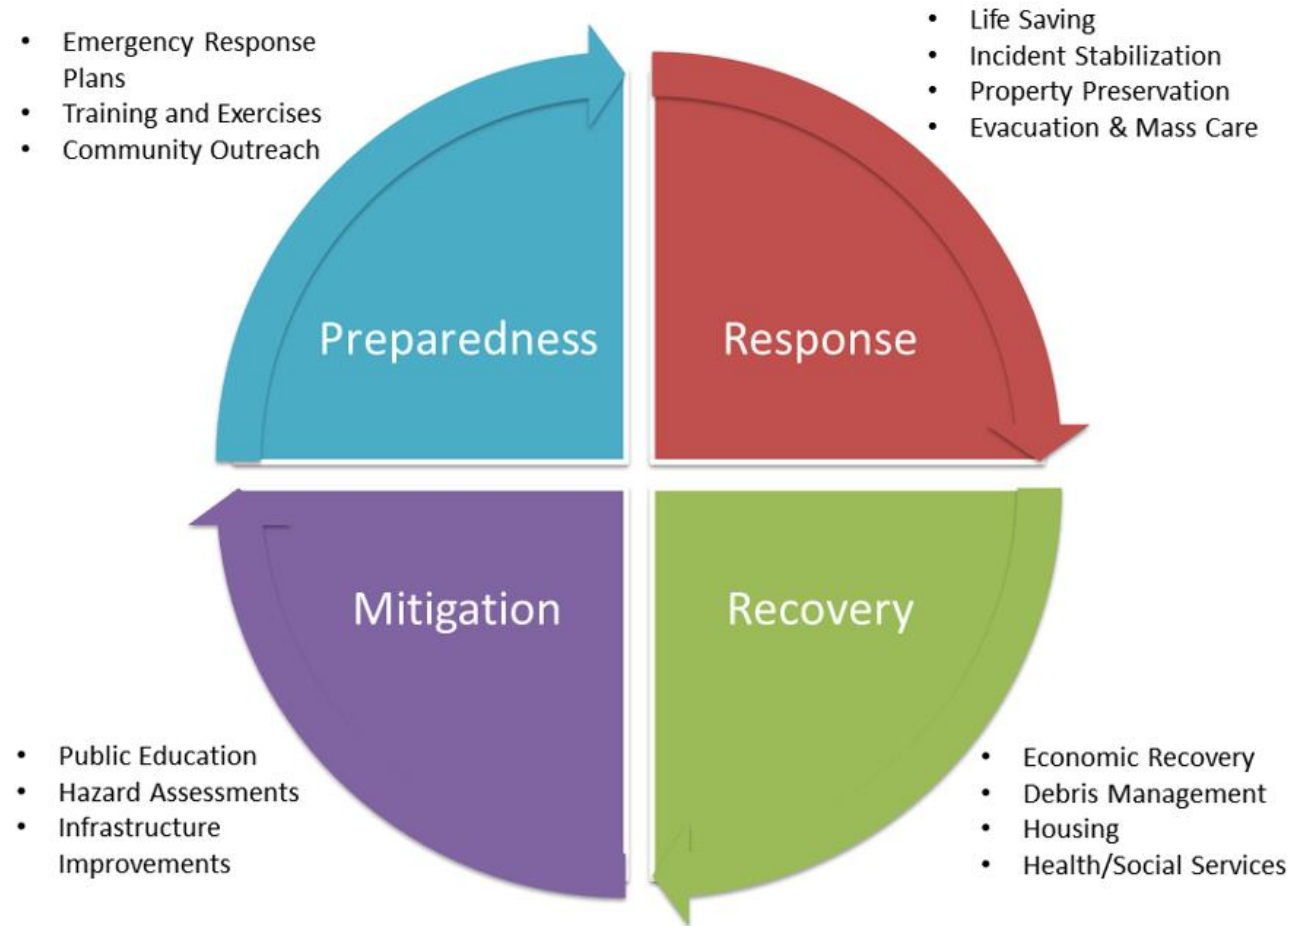 • Emergency Response
Plans
• Training and Exercises
• Community Outreach
• Life Saving
• Incident Stabilization
• Property Preservation
• Evacuation & Mass Care
Preparedness
Response
Mitigation
Recovery
• Public Education
• Hazard Assessments
• Infrastructure
Improvements
• Economic Recovery
• Debris Management
• Housing
• Health/Social Services